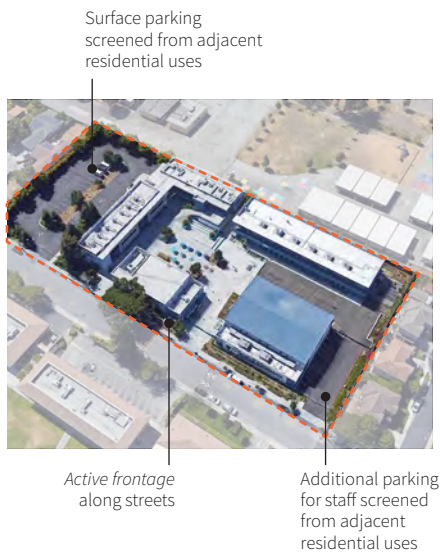 Surface parking
screened from adjacent
residential uses
Active frontage
along streets
Additional parking
for staff screened
from adjacent
residential uses